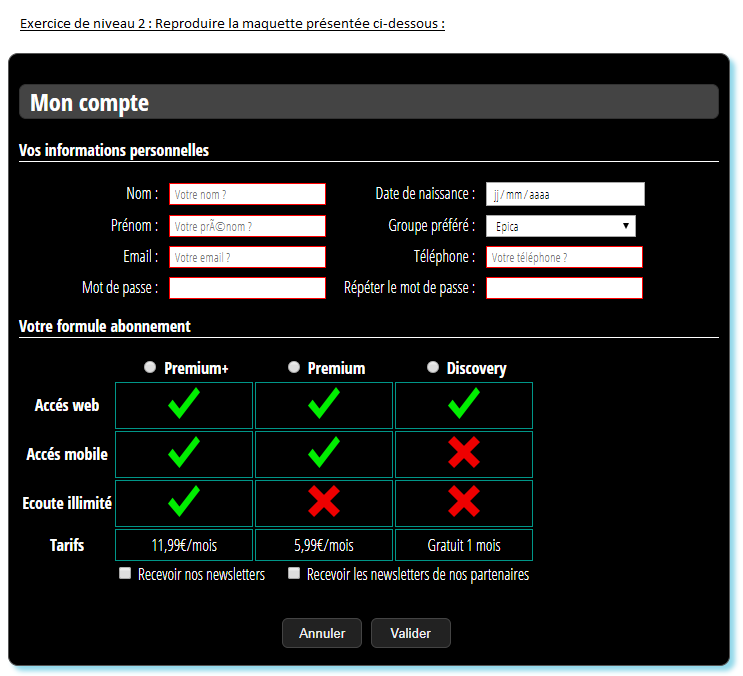 Exercice de niveau 2 : Reproduire la maquette présentée ci-dessous :
Mon compte
Vos informations personnelles
Nom : Votre nom ? Date de naissance : jj/mm/aaaa
Prénom : Votre prÃ©nom ? Groupe préféré : Epica
Email : Votre email ? Téléphone : Votre téléphone ?
Mot de passe : Répéter le mot de passe :
Votre formule abonnement
Premium+ Premium Discovery
Accés web
Accés mobile
Ecoute illimité
Tarifs 11,99€/mois 5,99€/mois Gratuit 1 mois
Recevoir nos newsletters Recevoir les newsletters de nos partenaires
Annuler Valider